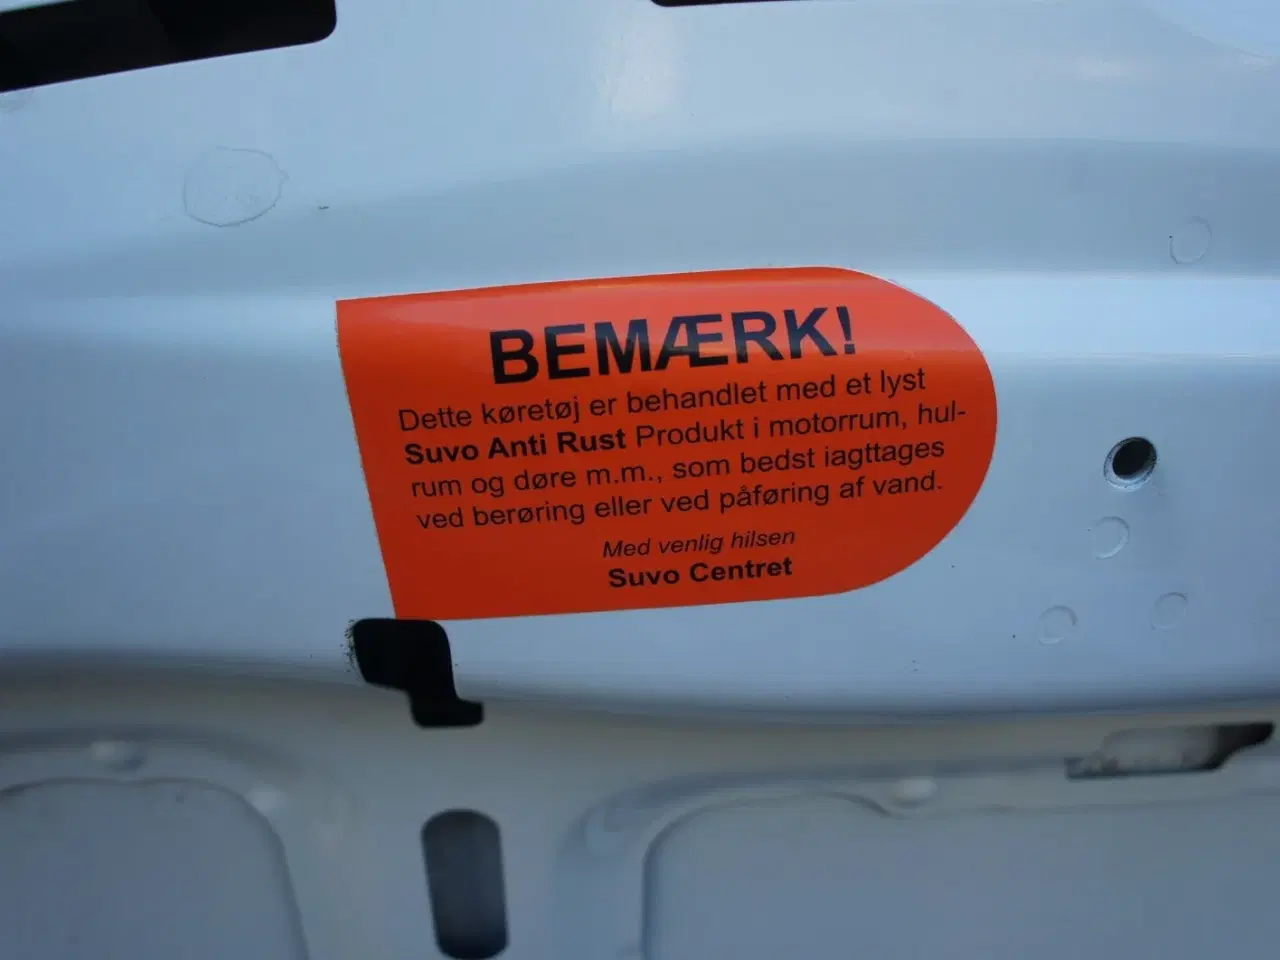 BEMÆRK!
Dette køretøj er behandlet med et lyst
Suvo Anti Rust Produkt i motorrum, hul-
rum og døre m.m., som bedst iagttages
ved berøring eller ved påføring af vand.
Med venlig hilsen
Suvo Centret